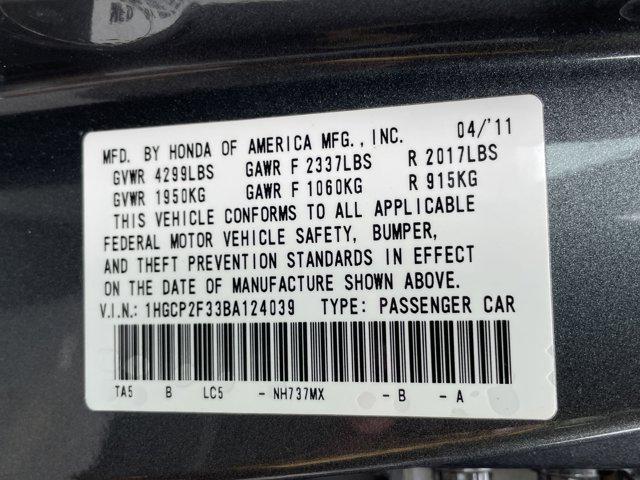 MFD. BY HONDA OF AMERICA MFG., INC. 04/'11
GVWR 4299LBS GAWR F 2337LBS R 2017LBS
GVWR 1950KG GAWR F 1060KG R 915KG
THIS VEHICLE CONFORMS TO ALL APPLICABLE
FEDERAL MOTOR VEHICLE SAFETY, BUMPER,
AND THEFT PREVENTION STANDARDS IN EFFECT
ON THE DATE OF MANUFACTURE SHOWN ABOVE.
V.I.N.: 1HGCP2F33BA124039 TYPE: PASSENGER CAR
TA5 B LC5 - NH737MX - B - A